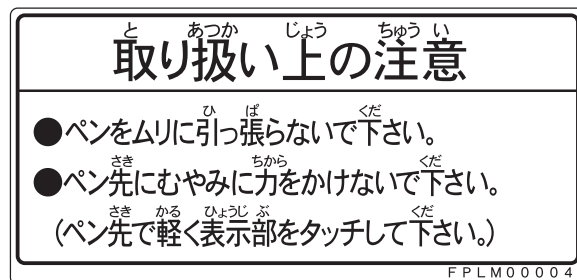 取り扱い上の注意
●ペンをムリに引っ張らないで下さい。
●ペン先にむやみに力をかけないで下さい。
（ペン先で軽く表示部をタッチして下さい。）
FPLM00004